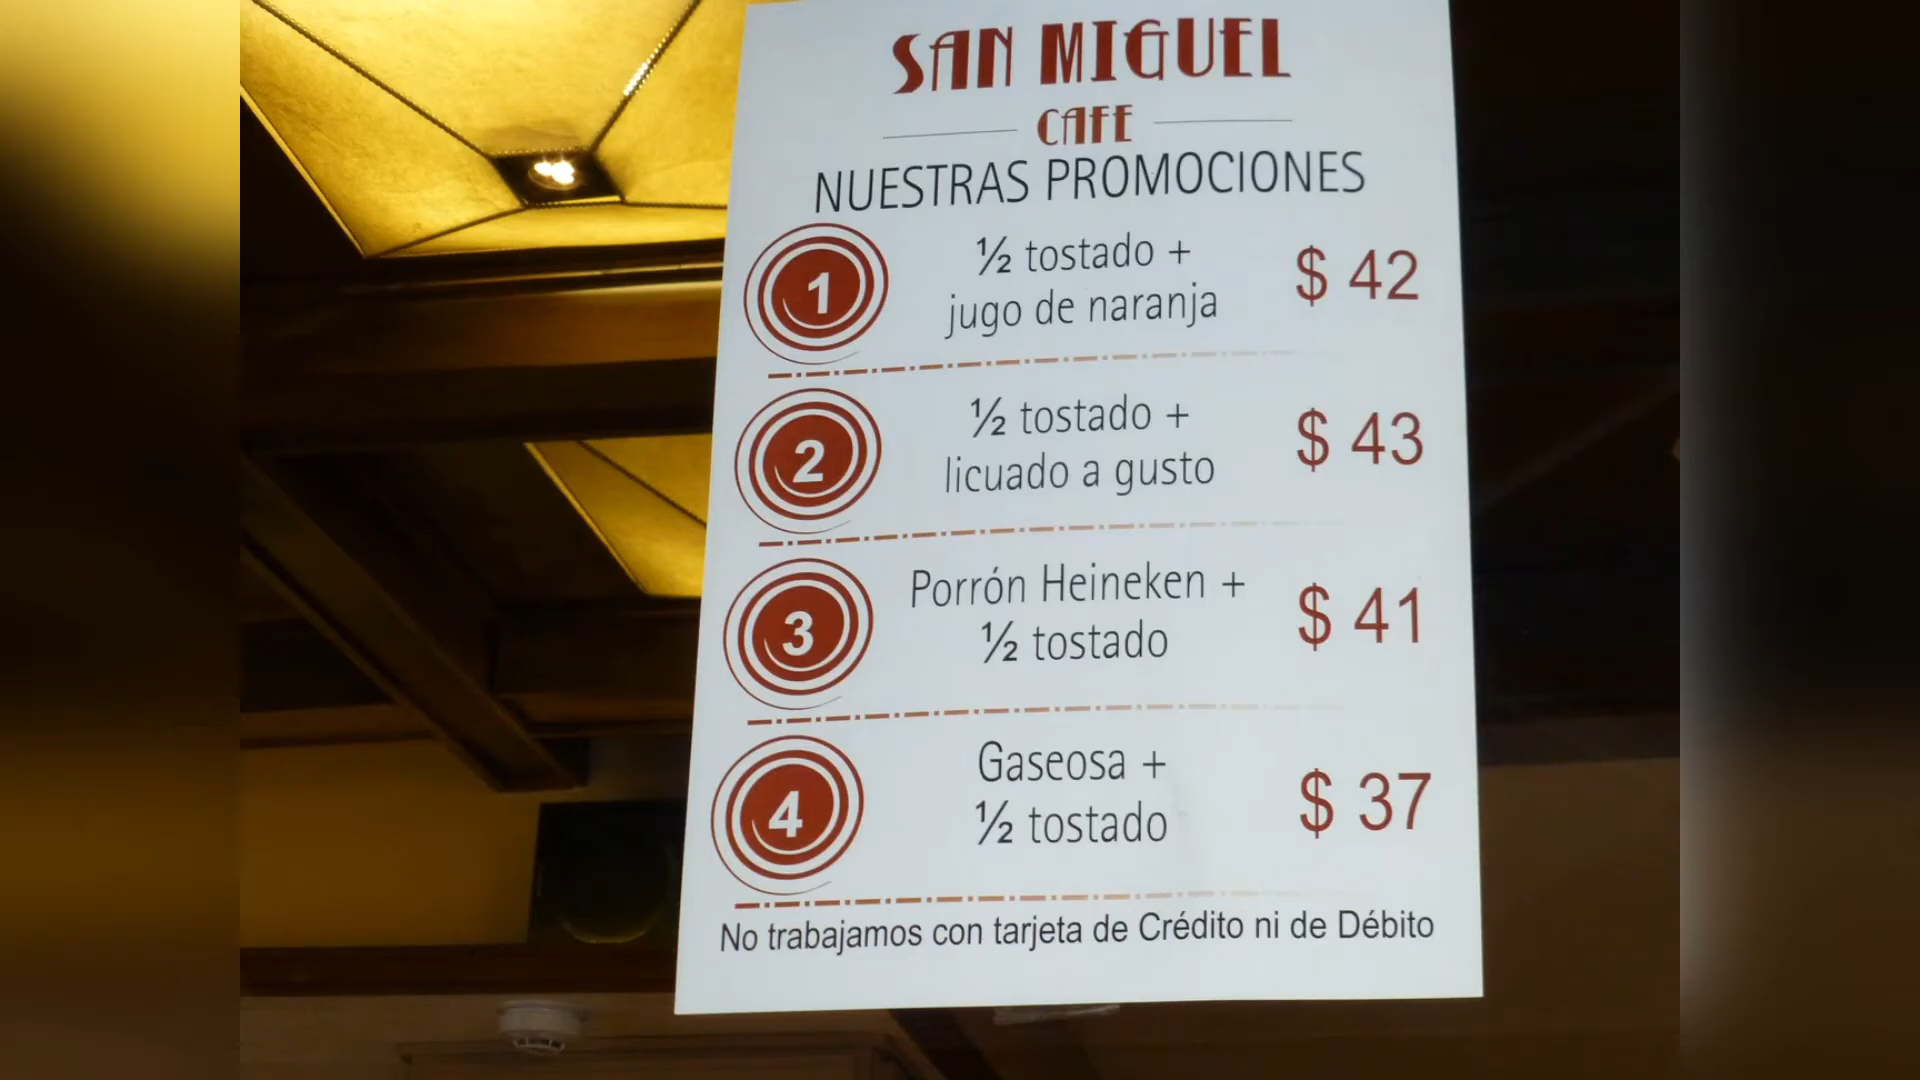 SAN MIGUEL
CAFE
NUESTRAS PROMOCIONES
1 ½ tostado + $ 42
jugo de naranja
2 ½ tostado + $ 43
licuado a gusto
3 Porrón Heineken + $ 41
½ tostado
4 Gaseosa + $ 37
½ tostado
No trabajamos con tarjeta de Crédito ni de Débito